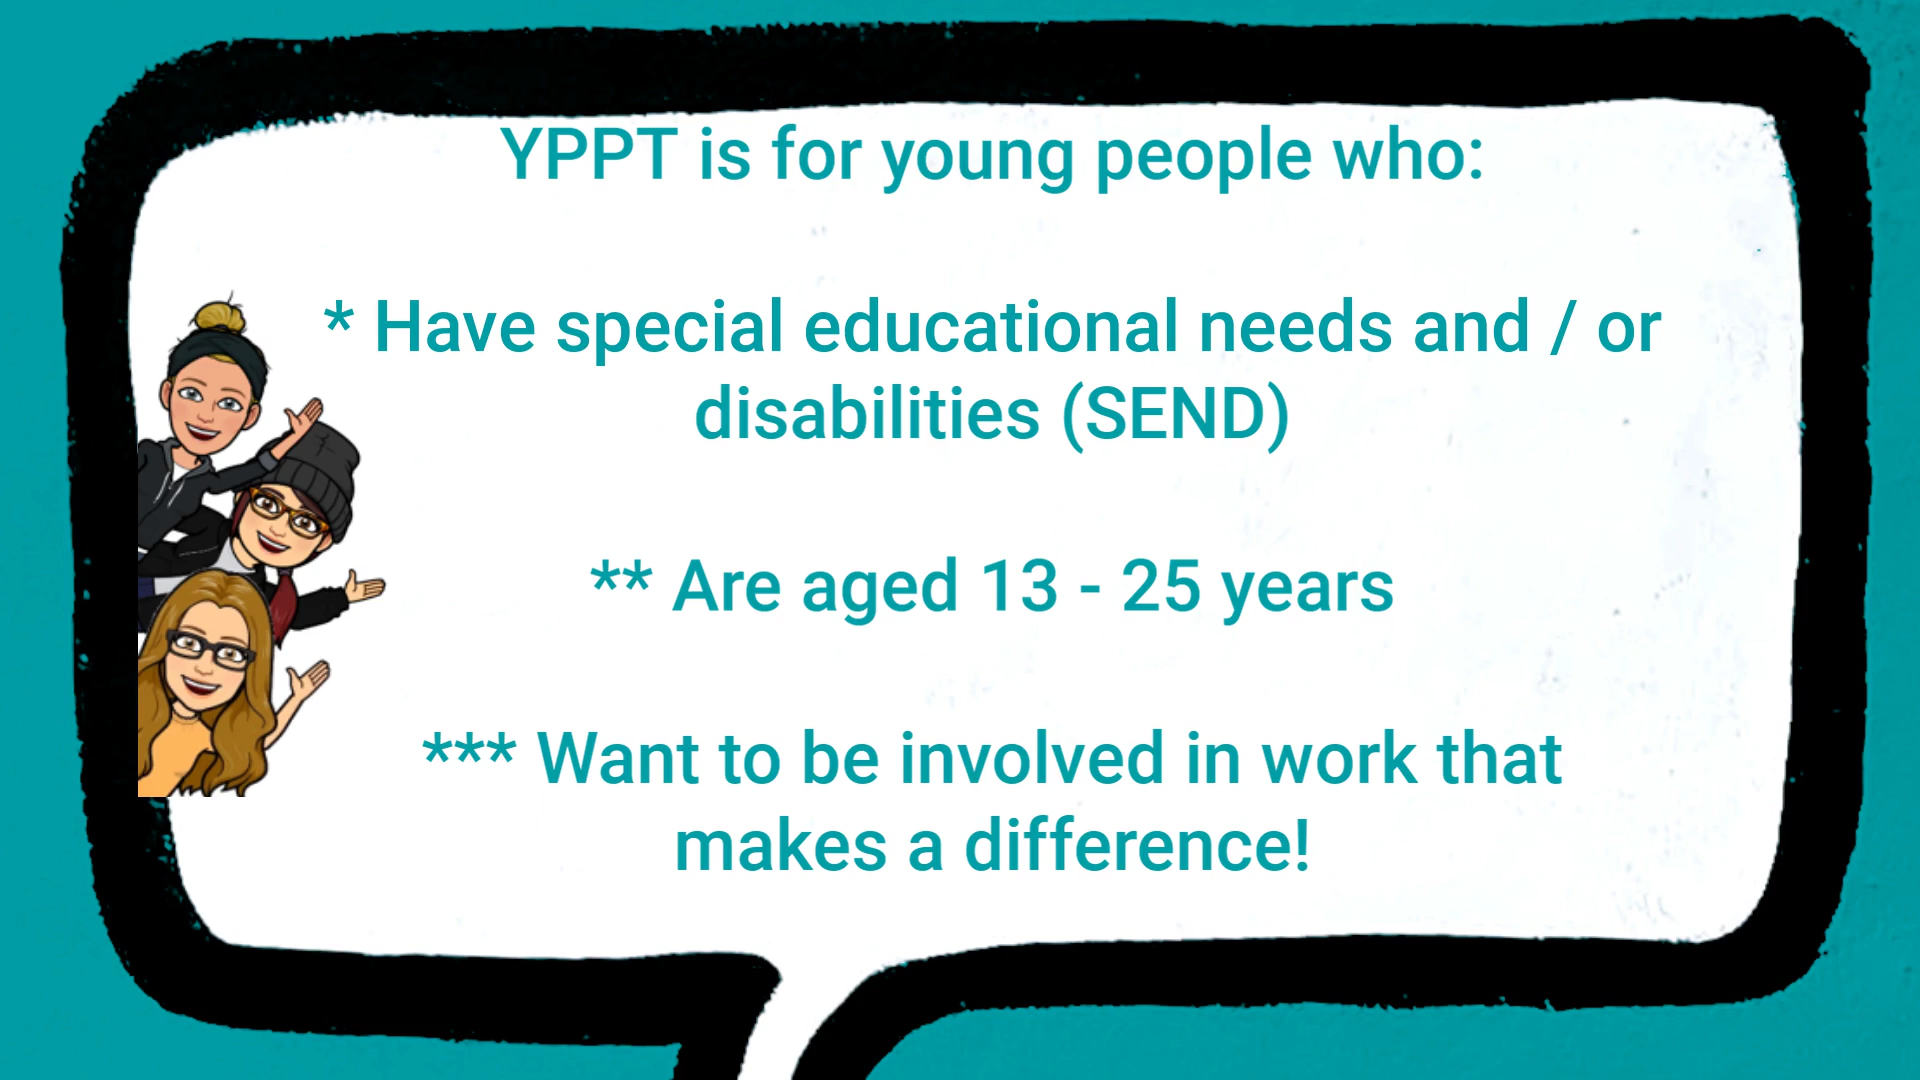 YPPT is for young people who:
* Have special educational needs and / or
disabilities (SEND)
** Are aged 13 - 25 years
*** Want to be involved in work that
makes a difference!